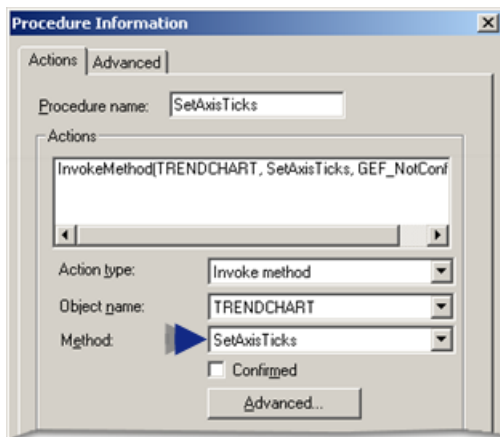 Procedure Information
Actions Advanced
Procedure name: SetAxisTicks
Actions
InvokeMethod(TRENDCHART, SetAxisTicks, GEF_NotConf
Action type: Invoke method
Object name: TRENDCHART
Method: SetAxisTicks
Confirmed
Advanced...